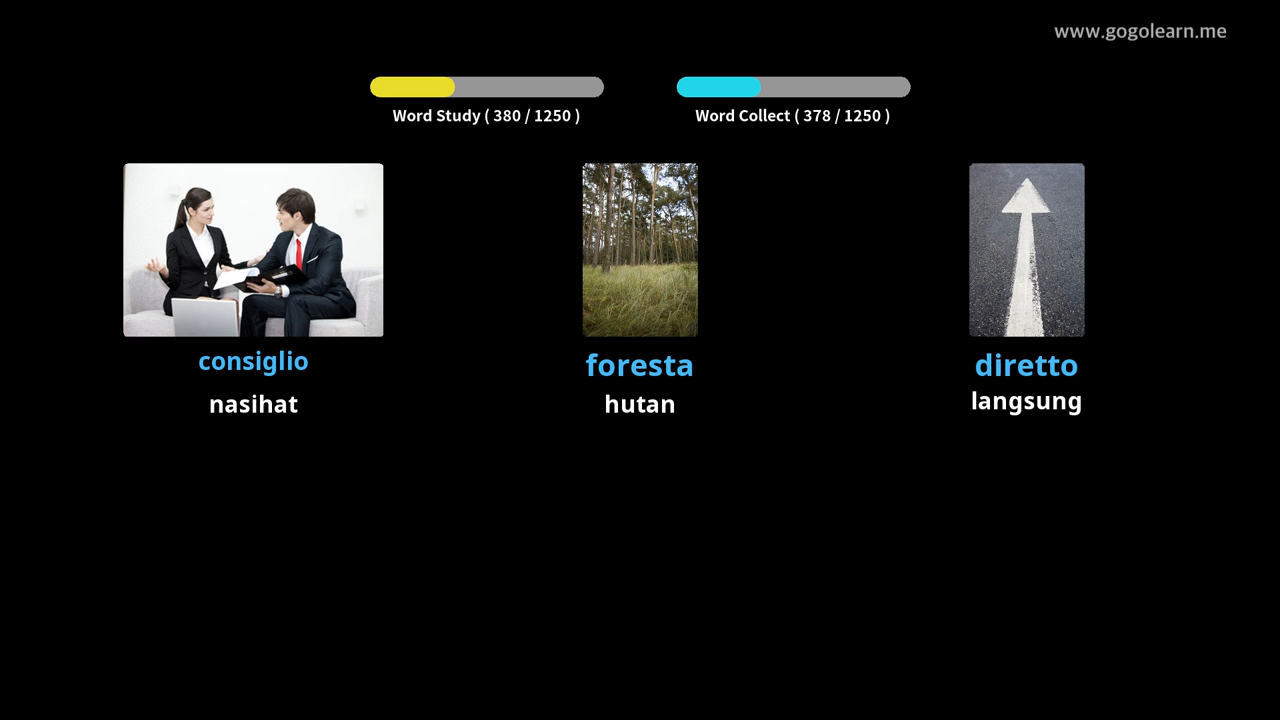 www.gogolearn.me
Word Study ( 380 / 1250 )
Word Collect ( 378 / 1250 )
consiglio
nasihat
foresta
hutan
diretto
langsung